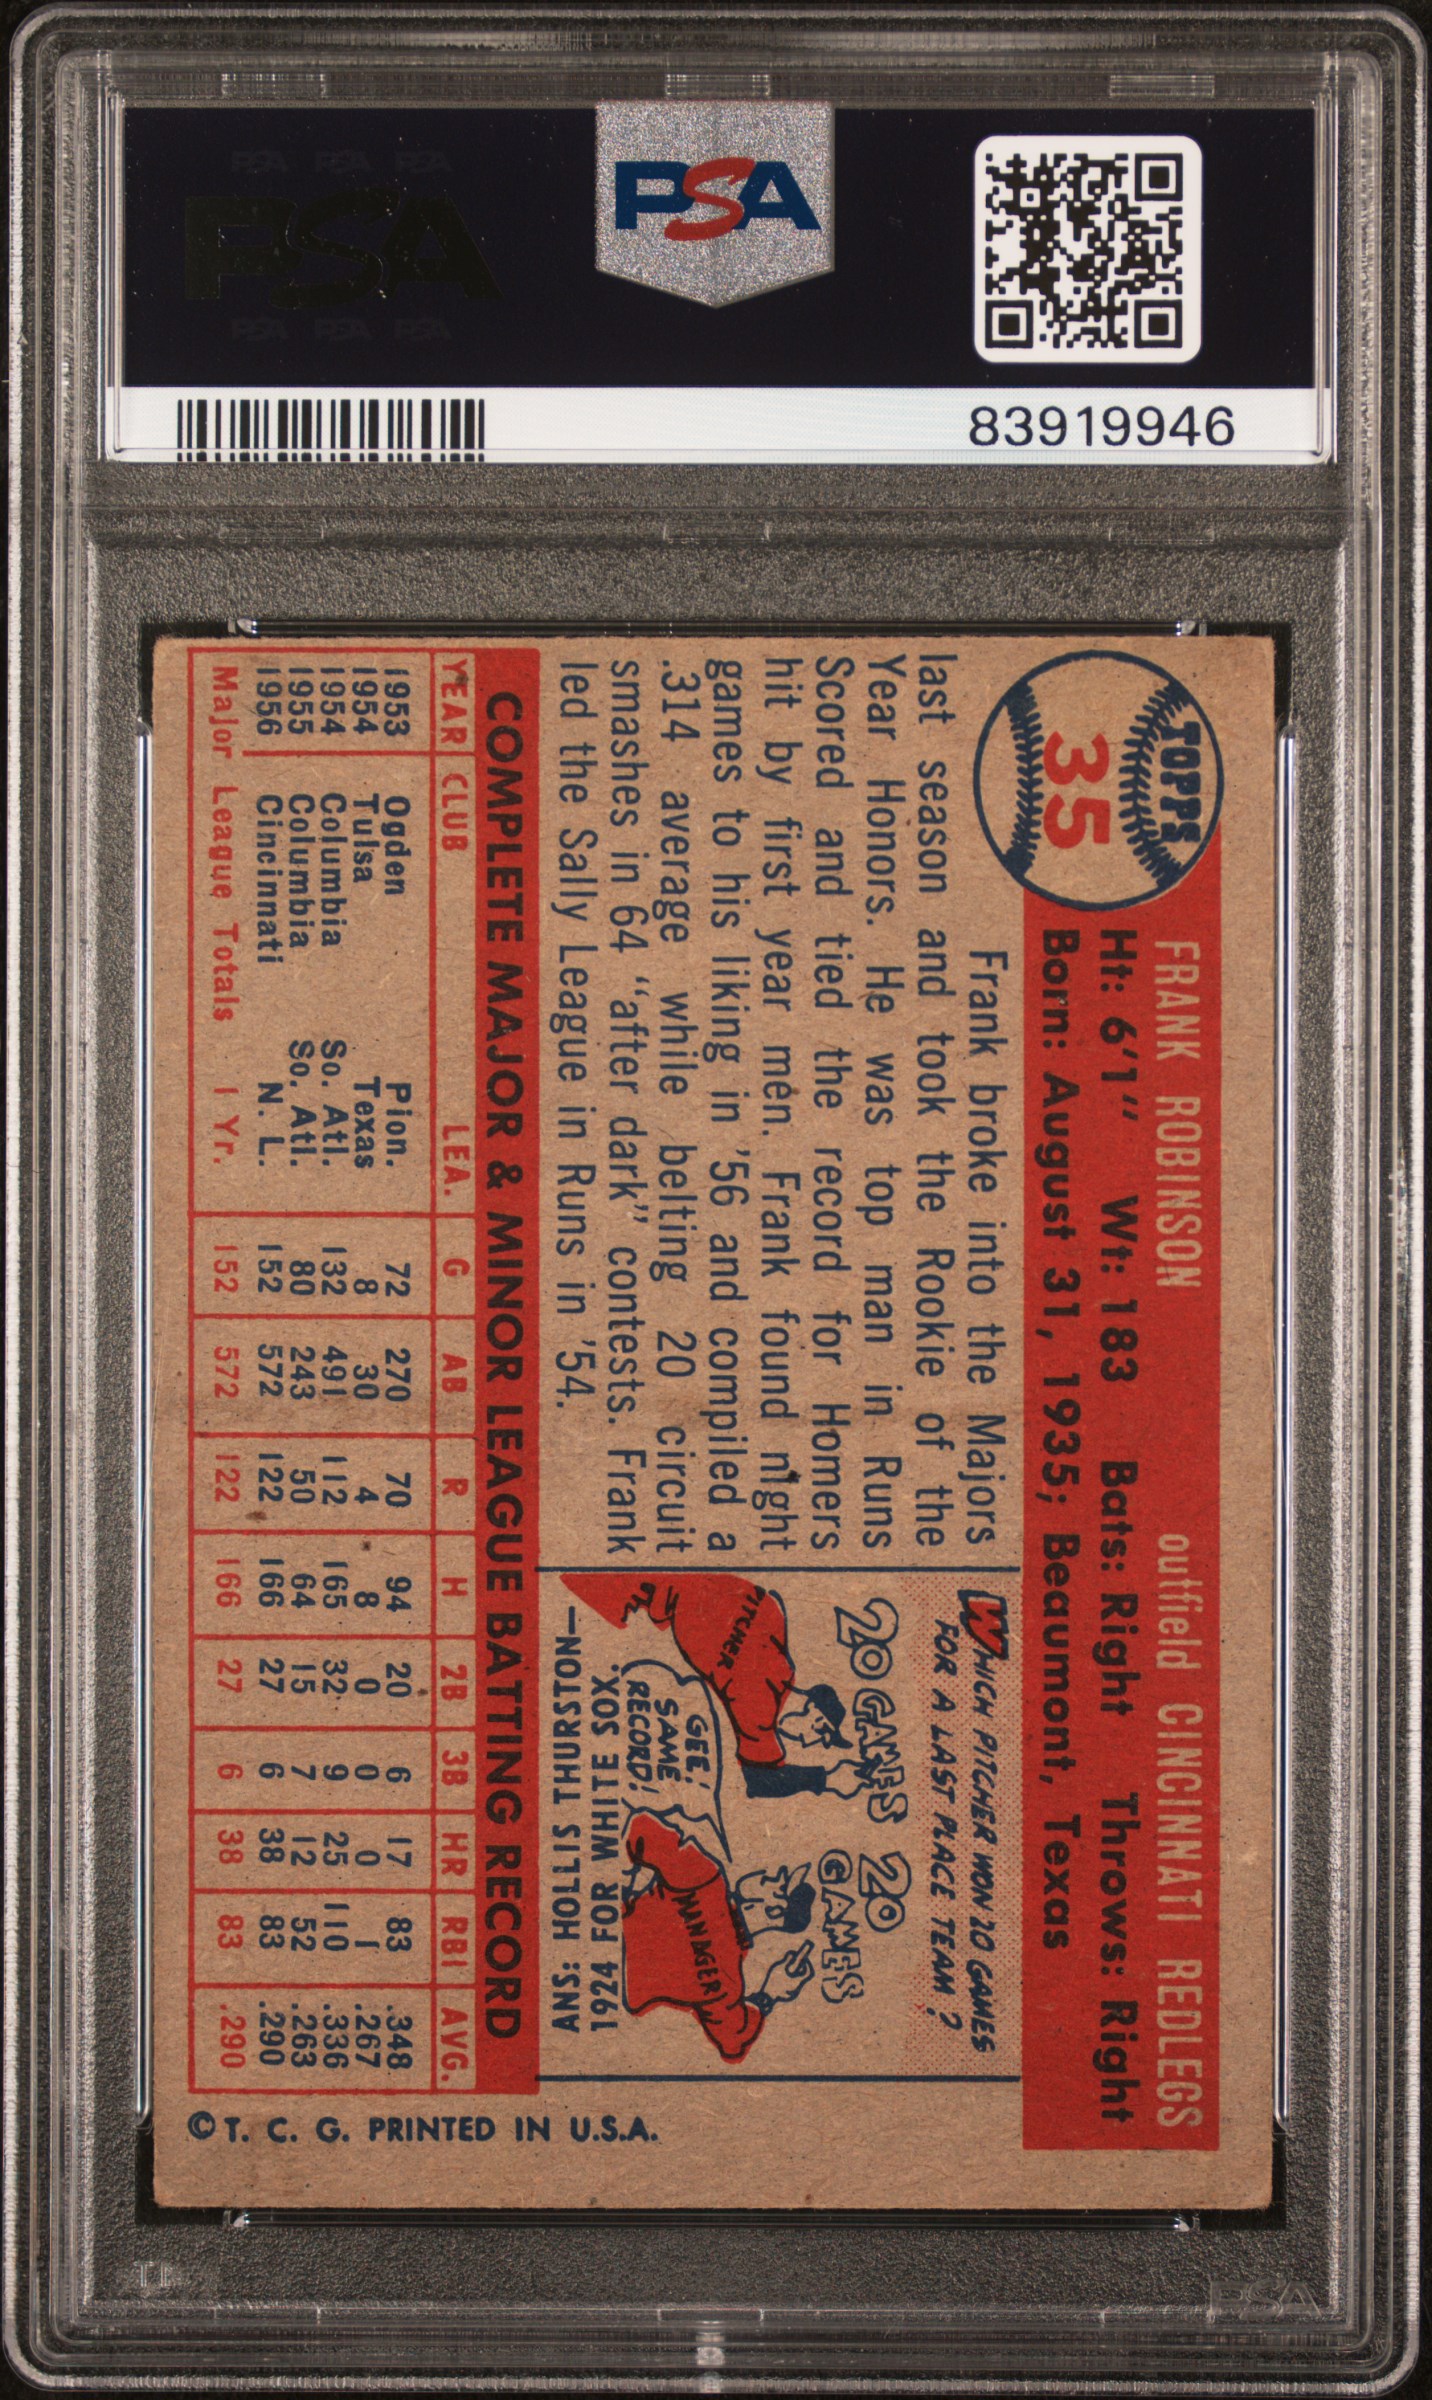 PSA PSA PSA
PSA
PSA PSA PSA
PSA
83919946
TOPPS
35
FRANK ROBINSON
outfield CINCINNATI REDLEGS
Ht: 6'1" Wt: 183 Bats: Right Throws: Right
Born: August 31, 1935; Beaumont, Texas
Frank broke into the Majors
last season and took the Rookie of the
Year Honors. He was top man in Runs
Scored and tied the record for Homers
hit by first year men. Frank found night
games to his liking in '56 and compiled a
.314 average while belting 20 circuit
smashes in 64 "after dark" contests. Frank
led the Sally League in Runs in '54.
WHICH PITCHER WON 20 GAMES
FOR A LAST PLACE TEAM?
20 GAMES
20 GAMES
PITCHER
GEE,
SAME
RECORD!
MANAGER
ANS: HOLLIS THURSTON—
1924 FOR WHITE SOX.
COMPLETE MAJOR & MINOR LEAGUE BATTING RECORD
YEAR CLUB LEA. G AB R H 2B 3B HR RBI AVG.
1953 Ogden Pion. 72 270 70 94 20 6 17 83 .348
1954 Tulsa Texas 8 30 4 8 0 0 0 1 .267
1954 Columbia So. Atl. 132 491 112 165 32 9 25 110 .336
1955 Columbia So. Atl. 80 243 50 64 15 7 12 52 .263
1956 Cincinnati N. L. 152 572 122 166 27 6 38 83 .290
Major League Totals 1 Yr. 152 572 122 166 27 6 38 83 .290
© T. C. G. PRINTED IN U.S.A.
PSA